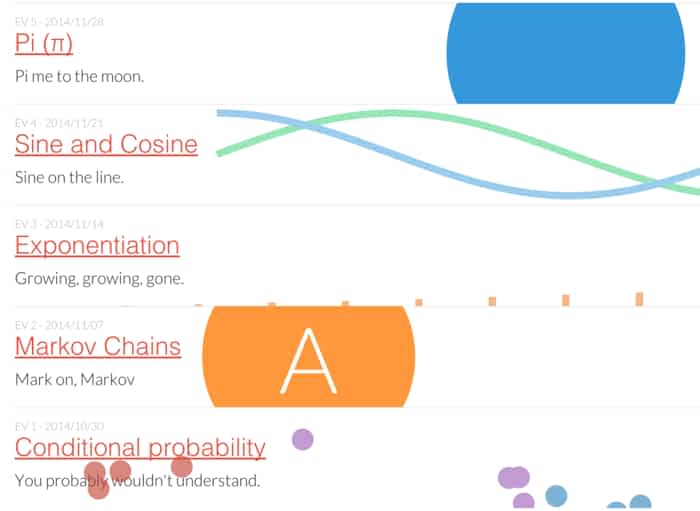 EV 5 - 2014/11/28
Pi (π)
Pi me to the moon.
EV 4 - 2014/11/21
Sine and Cosine
Sine on the line.
EV 3 - 2014/11/14
Exponentiation
Growing, growing, gone.
EV 2 - 2014/11/07
Markov Chains
Mark on, Markov
A
EV 1 - 2014/10/30
Conditional probability
You probably wouldn't understand.